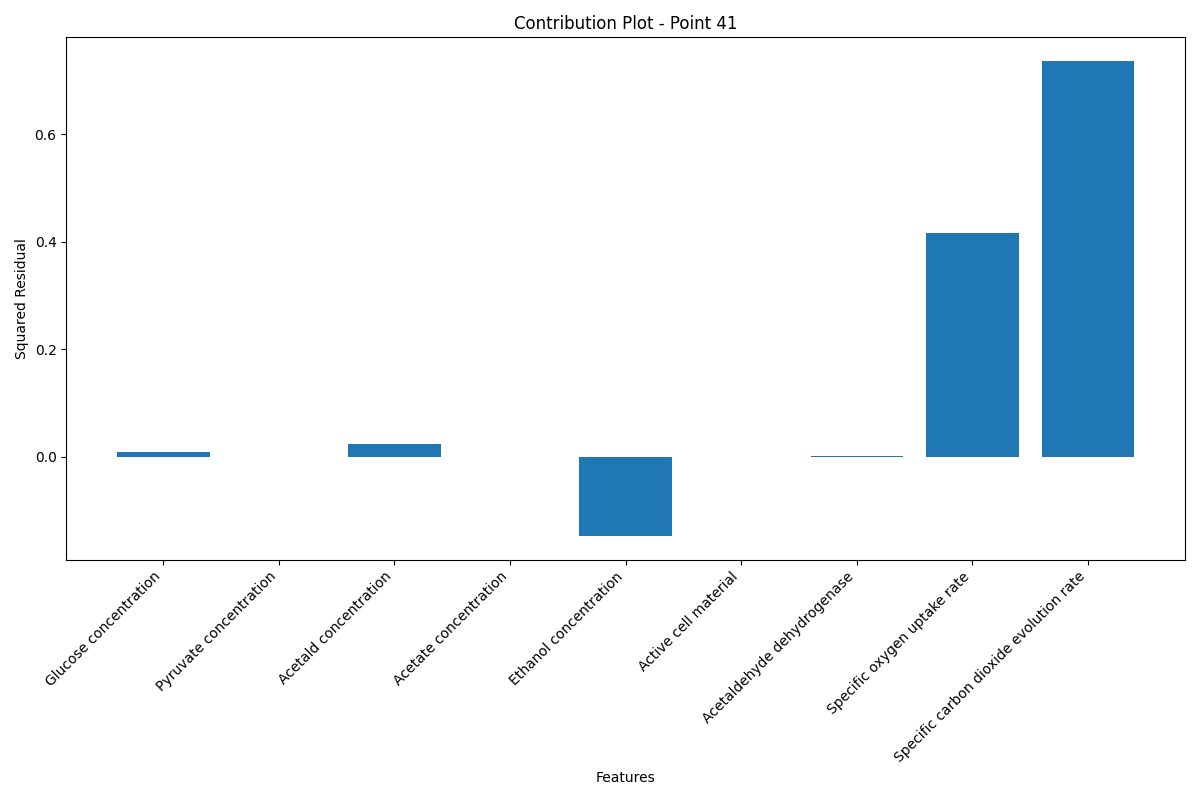 Contribution Plot - Point 41
Squared Residual
0.6
0.4
0.2
0.0
Glucose concentration
Pyruvate concentration
Acetald concentration
Acetate concentration
Ethanol concentration
Active cell material
Acetaldehyde dehydrogenase
Specific oxygen uptake rate
Specific carbon dioxide evolution rate
Features